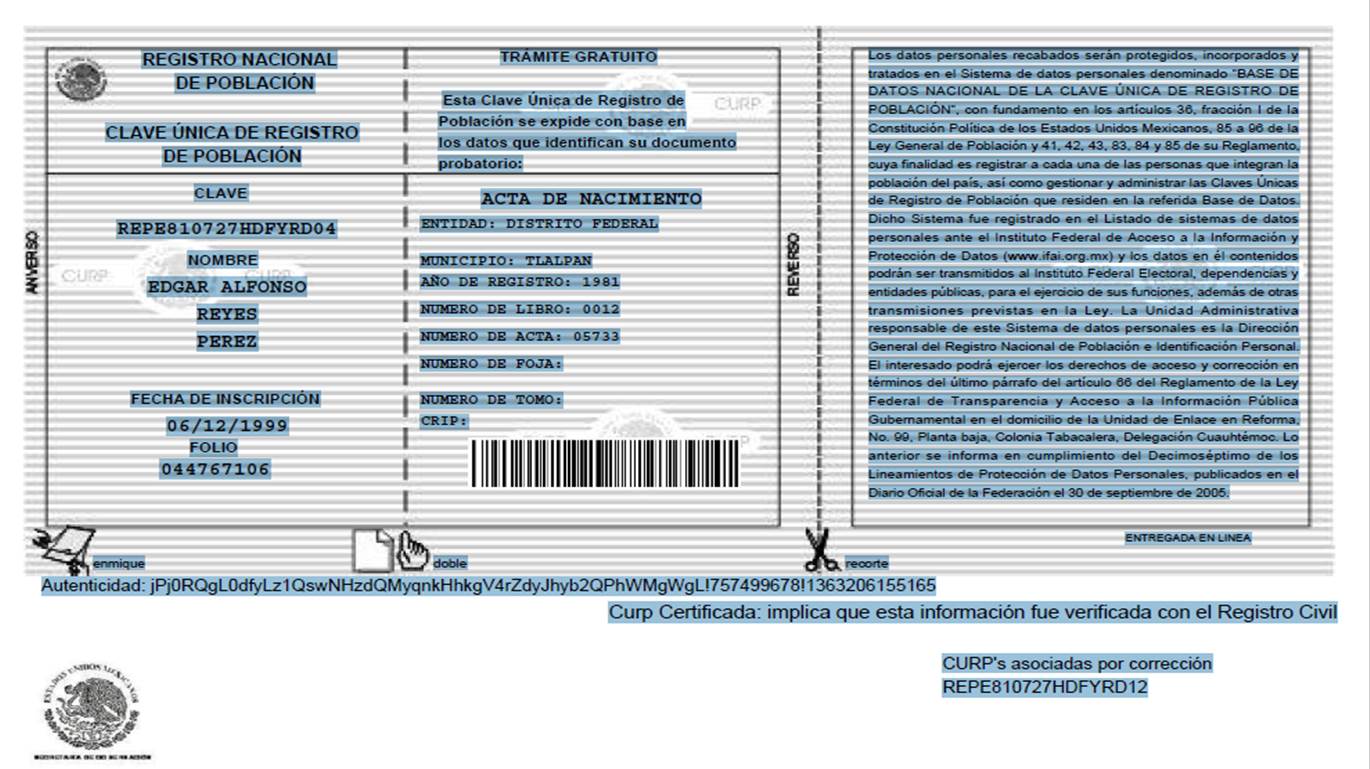 REGISTRO NACIONAL
DE POBLACIÓN
CLAVE ÚNICA DE REGISTRO
DE POBLACIÓN
CLAVE
REPE810727HDFYRD04
NOMBRE
EDGAR ALFONSO
REYES
PEREZ
FECHA DE INSCRIPCIÓN
06/12/1999
FOLIO
044767106
ANVERSO
CURP
CURP
TRÁMITE GRATUITO
CURP
Esta Clave Única de Registro de
Población se expide con base en
los datos que identifican su documento
probatorio:
ACTA DE NACIMIENTO
ENTIDAD: DISTRITO FEDERAL
MUNICIPIO: TLALPAN
AÑO DE REGISTRO: 1981
NUMERO DE LIBRO: 0012
NUMERO DE ACTA: 05733
NUMERO DE FOJA:
NUMERO DE TOMO:
CRIP:
REVERSO
Los datos personales recabados serán protegidos, incorporados y
tratados en el Sistema de datos personales denominado "BASE DE
DATOS NACIONAL DE LA CLAVE ÚNICA DE REGISTRO DE
POBLACIÓN", con fundamento en los artículos 36, fracción I de la
Constitución Política de los Estados Unidos Mexicanos, 85 a 96 de la
Ley General de Población y 41, 42, 43, 83, 84 y 85 de su Reglamento,
cuya finalidad es registrar a cada una de las personas que integran la
población del país, así como gestionar y administrar las Claves Únicas
de Registro de Población que residen en la referida Base de Datos.
Dicho Sistema fue registrado en el Listado de sistemas de datos
personales ante el Instituto Federal de Acceso a la Información y
Protección de Datos (www.ifai.org.mx) y los datos en él contenidos
podrán ser transmitidos al Instituto Federal Electoral, dependencias y
entidades públicas, para el ejercicio de sus funciones, además de otras
transmisiones previstas en la Ley. La Unidad Administrativa
responsable de este Sistema de datos personales es la Dirección
General del Registro Nacional de Población e Identificación Personal.
El interesado podrá ejercer los derechos de acceso y corrección en
términos del último párrafo del artículo 66 del Reglamento de la Ley
Federal de Transparencia y Acceso a la Información Pública
Gubernamental en el domicilio de la Unidad de Enlace en Reforma,
No. 99, Planta baja, Colonia Tabacalera, Delegación Cuauhtémoc. Lo
anterior se informa en cumplimiento del Decimoséptimo de los
Lineamientos de Protección de Datos Personales, publicados en el
Diario Oficial de la Federación el 30 de septiembre de 2005.
ENTREGADA EN LINEA
enmique
doble
recorte
Autenticidad: jPj0RQgL0dfyLz1QswNHzdQMyqnkHhkgV4rZdyJhyb2QPhWMgWgL!757499678!1363206155165
Curp Certificada: implica que esta información fue verificada con el Registro Civil
CURP's asociadas por corrección
REPE810727HDFYRD12
ESTADOS UNIDOS MEXICANOS
SECRETARIA DE GOBERNACIÓN